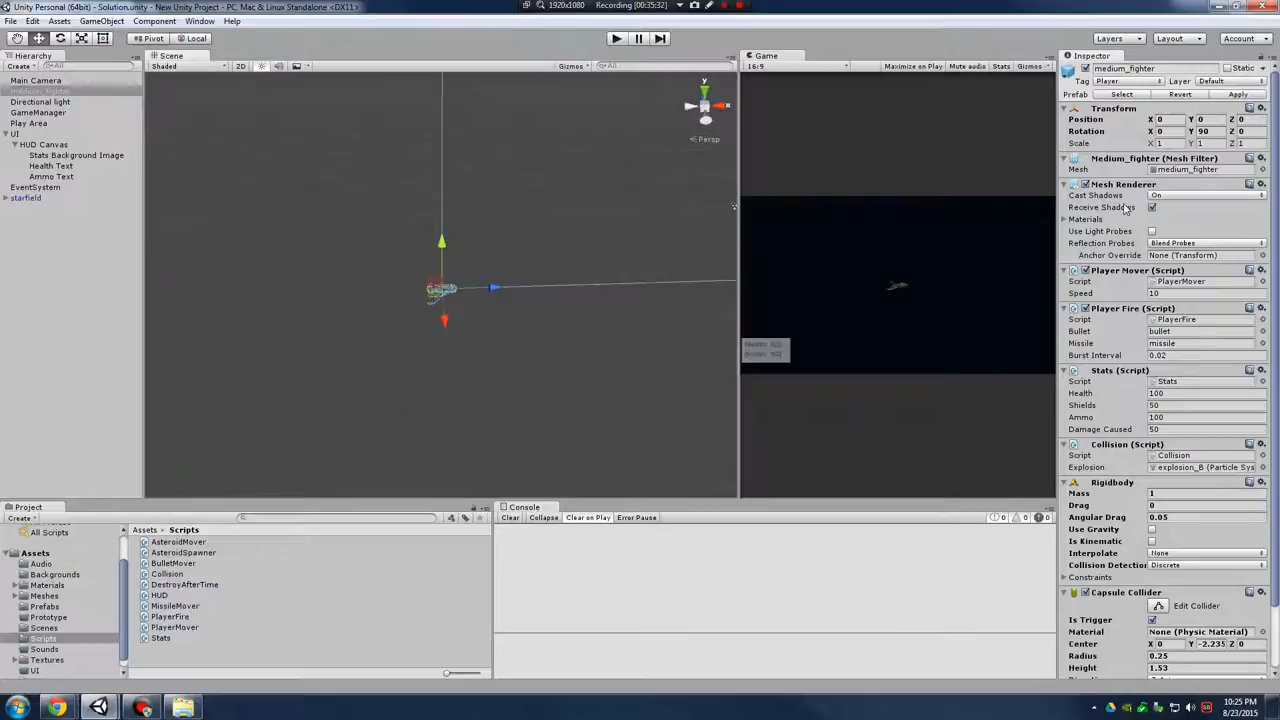 Unity Personal (64bit) - Solution.unity - New Unity Project - PC, Mac & Linux Standalone <DX11>
1920x1080 Recording [00:35:32]
File Edit Assets GameObject Component Window Help
Pivot Local Layers Layout Account
Hierarchy
Create All
Main Camera
medium_fighter
Directional light
GameManager
Play Area
UI
HUD Canvas
Stats Background Image
Health Text
Ammo Text
EventSystem
starfield
Scene
Shaded 2D Gizmos All
y
x
Persp
Game
16:9 Maximize on Play Mute audio Stats Gizmos
Inspector
medium_fighter Static
Tag Player Layer Default
Prefab Select Revert Apply
Transform
Position X 0 Y 0 Z 0
Rotation X 0 Y 90 Z 0
Scale X 1 Y 1 Z 1
Medium_fighter (Mesh Filter)
Mesh medium_fighter
Mesh Renderer
Cast Shadows On
Receive Shadows
Materials
Use Light Probes
Reflection Probes Blend Probes
Anchor Override None (Transform)
Player Mover (Script)
Script PlayerMover
Speed 10
Player Fire (Script)
Script PlayerFire
Bullet bullet
Missile missile
Burst Interval 0.02
Stats (Script)
Script Stats
Health 100
Shields 50
Ammo 100
Damage Caused 50
Collision (Script)
Script Collision
Explosion explosion_B (Particle Sys
Rigidbody
Mass 1
Drag 0
Angular Drag 0.05
Use Gravity
Is Kinematic
Interpolate None
Collision Detection Discrete
Constraints
Capsule Collider
Edit Collider
Is Trigger
Material None (Physic Material)
Center X 0 Y -2.235 Z 0
Radius 0.25
Height 1.53
Project
Create
All Scripts
Assets
Audio
Backgrounds
Materials
Meshes
Prefabs
Prototype
Scenes
Scripts
Sounds
Textures
UI
Assets Scripts
AsteroidMover
AsteroidSpawner
BulletMover
Collision
DestroyAfterTime
HUD
MissileMover
PlayerFire
PlayerMover
Stats
Console
Clear Collapse Clear on Play Error Pause 0 0 0
10:25 PM
8/23/2015